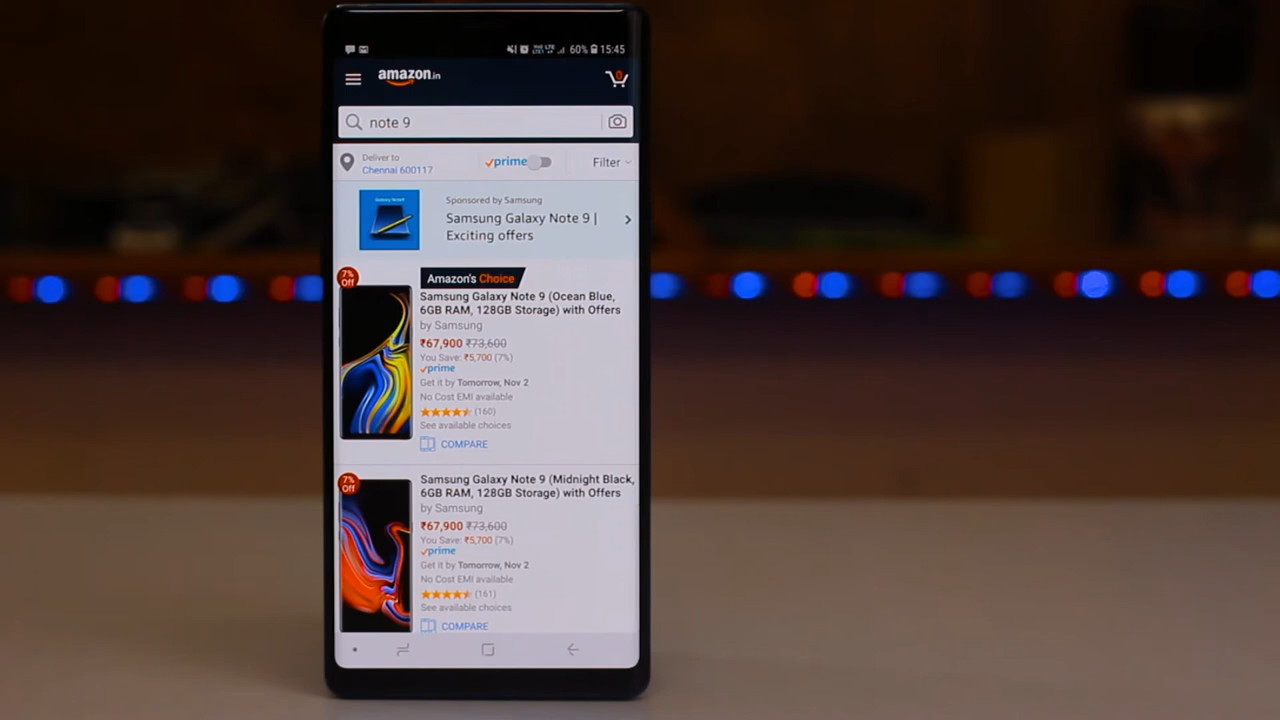 60% 15:45
amazon.in
0
note 9
Deliver to
Chennai 600117
prime
Filter
Galaxy Note9
Sponsored by Samsung
Samsung Galaxy Note 9 |
Exciting offers
7%
Off
Amazon's Choice
Samsung Galaxy Note 9 (Ocean Blue,
6GB RAM, 128GB Storage) with Offers
by Samsung
₹67,900 ₹73,600
You Save: ₹5,700 (7%)
prime
Get it by Tomorrow, Nov 2
No Cost EMI available
(160)
See available choices
COMPARE
7%
Off
Samsung Galaxy Note 9 (Midnight Black,
6GB RAM, 128GB Storage) with Offers
by Samsung
₹67,900 ₹73,600
You Save: ₹5,700 (7%)
prime
Get it by Tomorrow, Nov 2
No Cost EMI available
(161)
See available choices
COMPARE